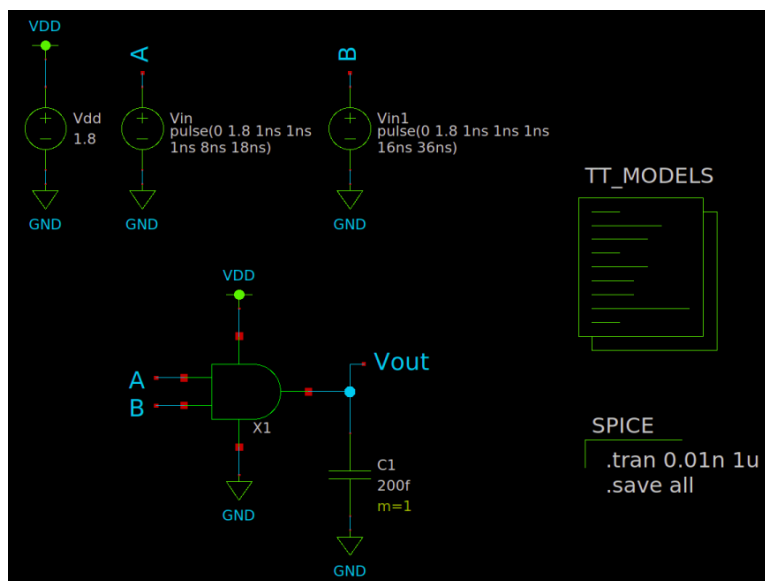 VDD
A
B
Vdd
1.8
Vin
pulse(0 1.8 1ns 1ns
1ns 8ns 18ns)
Vin1
pulse(0 1.8 1ns 1ns 1ns
16ns 36ns)
GND
GND
GND
TT_MODELS
VDD
A
B
X1
Vout
C1
200f
m=1
GND
GND
SPICE
.tran 0.01n 1u
.save all